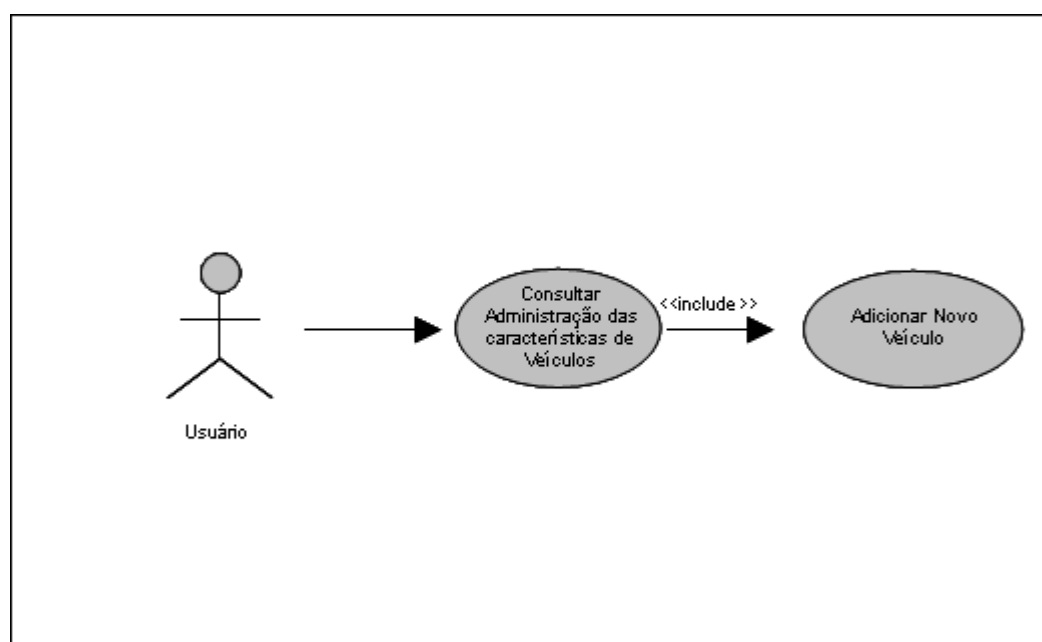 Consultar
Administração das
características de
Veículos
<<include>>
Adicionar Novo
Veículo
Usuário